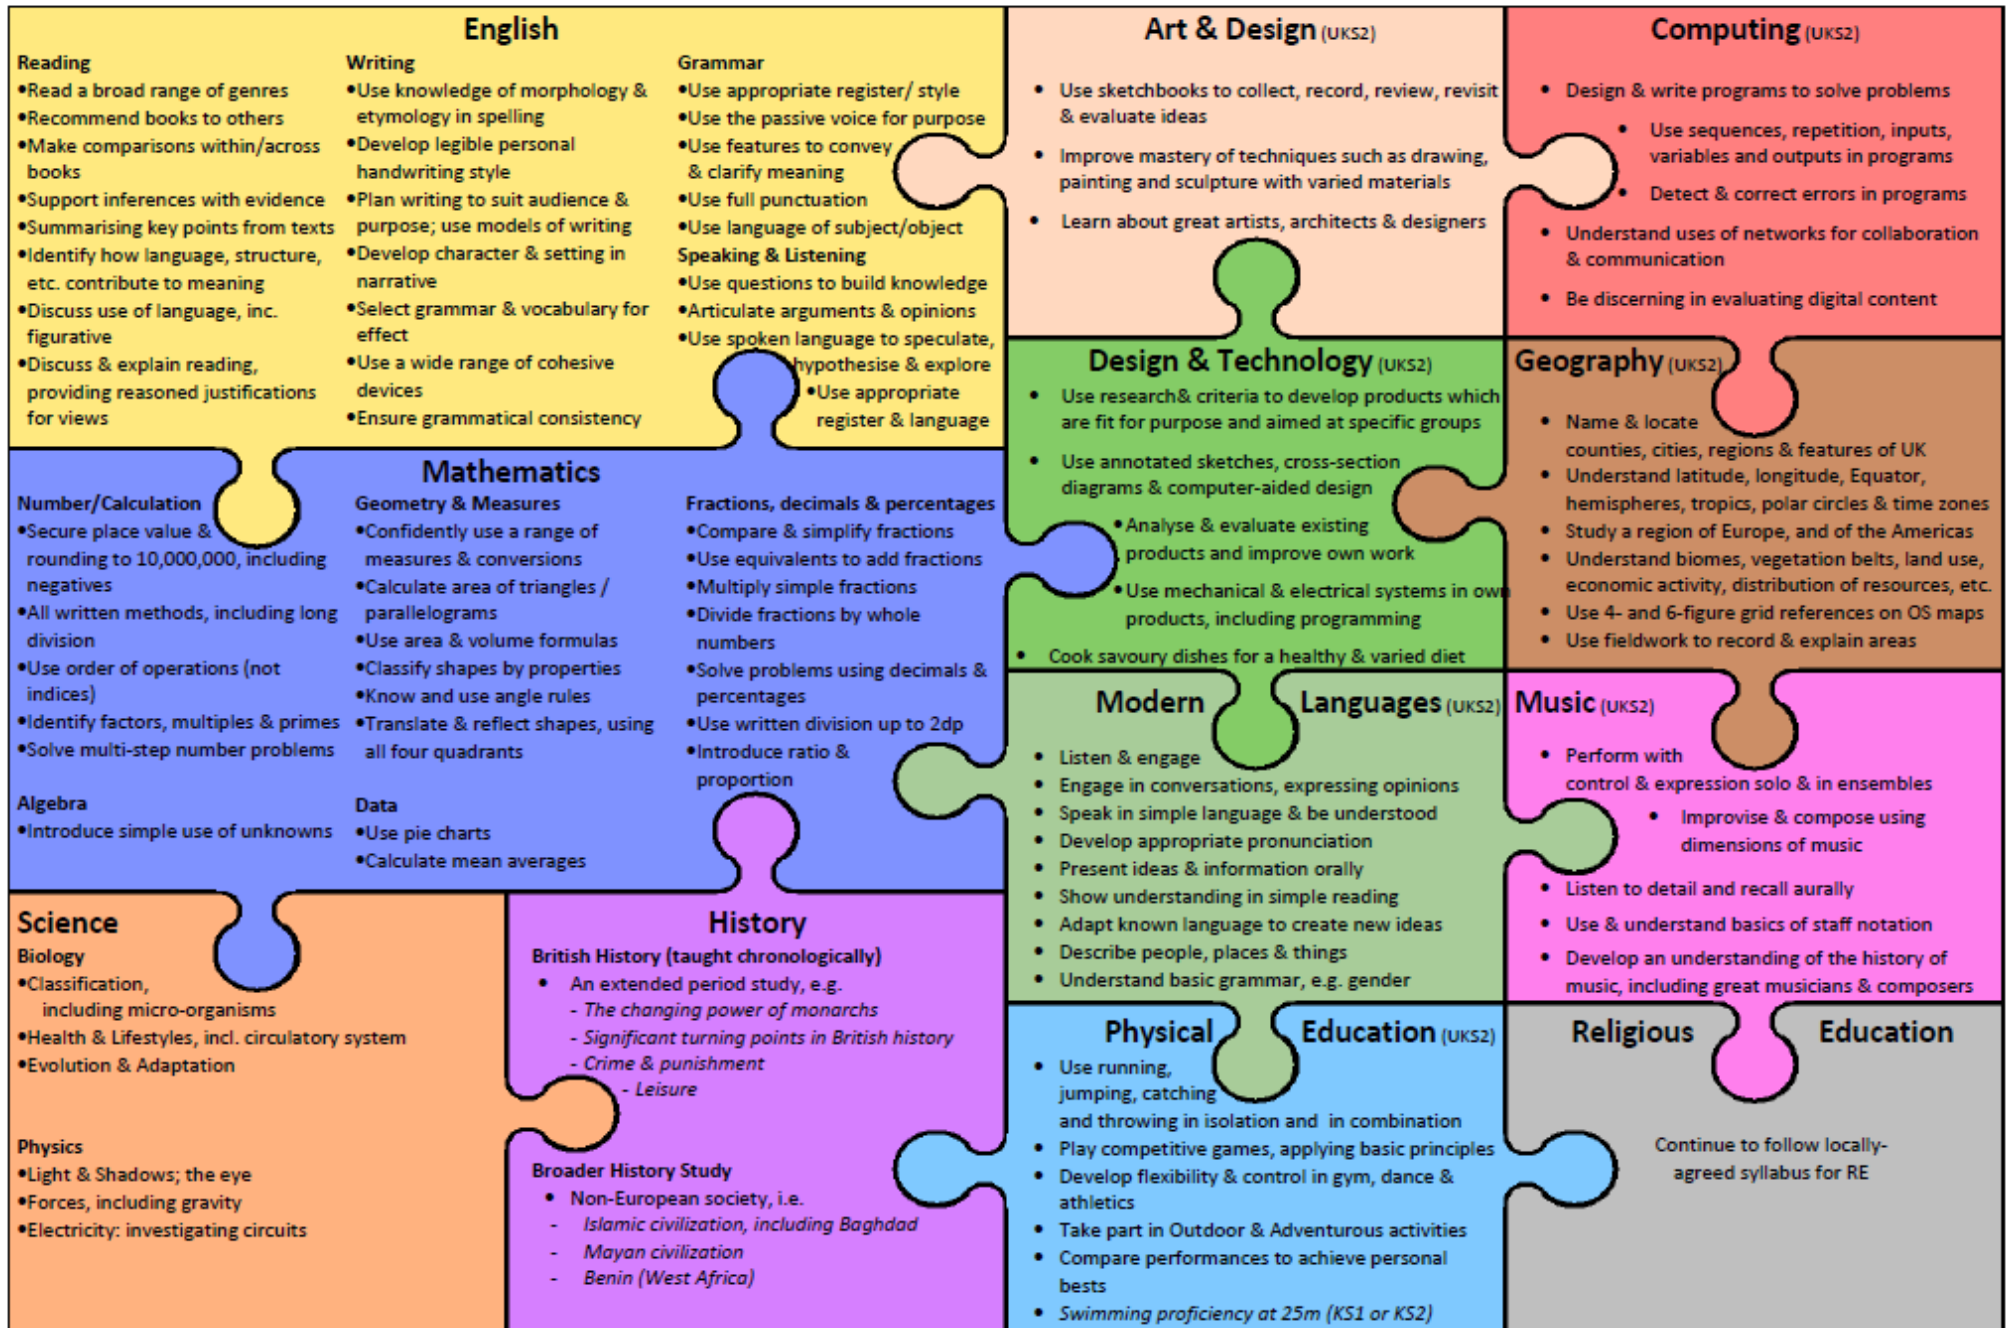 English
Reading
•Read a broad range of genres
•Recommend books to others
•Make comparisons within/across
books
•Support inferences with evidence
•Summarising key points from texts
•Identify how language, structure,
etc. contribute to meaning
•Discuss use of language, inc.
figurative
•Discuss & explain reading,
providing reasoned justifications
for views
Writing
•Use knowledge of morphology &
etymology in spelling
•Develop legible personal
handwriting style
•Plan writing to suit audience &
purpose; use models of writing
•Develop character & setting in
narrative
•Select grammar & vocabulary for
effect
•Use a wide range of cohesive
devices
•Ensure grammatical consistency
Grammar
•Use appropriate register/ style
•Use the passive voice for purpose
•Use features to convey
& clarify meaning
•Use full punctuation
•Use language of subject/object
Speaking & Listening
•Use questions to build knowledge
•Articulate arguments & opinions
•Use spoken language to speculate,
hypothesise & explore
•Use appropriate
register & language
Art & Design (UKS2)
• Use sketchbooks to collect, record, review, revisit
& evaluate ideas
• Improve mastery of techniques such as drawing,
painting and sculpture with varied materials
• Learn about great artists, architects & designers
Computing (UKS2)
• Design & write programs to solve problems
• Use sequences, repetition, inputs,
variables and outputs in programs
• Detect & correct errors in programs
• Understand uses of networks for collaboration
& communication
• Be discerning in evaluating digital content
Mathematics
Number/Calculation
•Secure place value &
rounding to 10,000,000, including
negatives
•All written methods, including long
division
•Use order of operations (not
indices)
•Identify factors, multiples & primes
•Solve multi-step number problems
Algebra
•Introduce simple use of unknowns
Geometry & Measures
•Confidently use a range of
measures & conversions
•Calculate area of triangles /
parallelograms
•Use area & volume formulas
•Classify shapes by properties
•Know and use angle rules
•Translate & reflect shapes, using
all four quadrants
Data
•Use pie charts
•Calculate mean averages
Fractions, decimals & percentages
•Compare & simplify fractions
•Use equivalents to add fractions
•Multiply simple fractions
•Divide fractions by whole
numbers
•Solve problems using decimals &
percentages
•Use written division up to 2dp
•Introduce ratio &
proportion
Design & Technology (UKS2)
• Use research& criteria to develop products which
are fit for purpose and aimed at specific groups
• Use annotated sketches, cross-section
diagrams & computer-aided design
•Analyse & evaluate existing
products and improve own work
•Use mechanical & electrical systems in own
products, including programming
• Cook savoury dishes for a healthy & varied diet
Geography (UKS2)
• Name & locate
counties, cities, regions & features of UK
• Understand latitude, longitude, Equator,
hemispheres, tropics, polar circles & time zones
• Study a region of Europe, and of the Americas
• Understand biomes, vegetation belts, land use,
economic activity, distribution of resources, etc.
• Use 4- and 6-figure grid references on OS maps
• Use fieldwork to record & explain areas
Modern Languages (UKS2)
• Listen & engage
• Engage in conversations, expressing opinions
• Speak in simple language & be understood
• Develop appropriate pronunciation
• Present ideas & information orally
• Show understanding in simple reading
• Adapt known language to create new ideas
• Describe people, places & things
• Understand basic grammar, e.g. gender
Music (UKS2)
• Perform with
control & expression solo & in ensembles
• Improvise & compose using
dimensions of music
• Listen to detail and recall aurally
• Use & understand basics of staff notation
• Develop an understanding of the history of
music, including great musicians & composers
Science
Biology
•Classification,
including micro-organisms
•Health & Lifestyles, incl. circulatory system
•Evolution & Adaptation
Physics
•Light & Shadows; the eye
•Forces, including gravity
•Electricity: investigating circuits
History
British History (taught chronologically)
• An extended period study, e.g.
- The changing power of monarchs
- Significant turning points in British history
- Crime & punishment
- Leisure
Broader History Study
• Non-European society, i.e.
- Islamic civilization, including Baghdad
- Mayan civilization
- Benin (West Africa)
Physical Education (UKS2)
• Use running,
jumping, catching
and throwing in isolation and in combination
• Play competitive games, applying basic principles
• Develop flexibility & control in gym, dance &
athletics
• Take part in Outdoor & Adventurous activities
• Compare performances to achieve personal
bests
• Swimming proficiency at 25m (KS1 or KS2)
Religious Education
Continue to follow locally-
agreed syllabus for RE